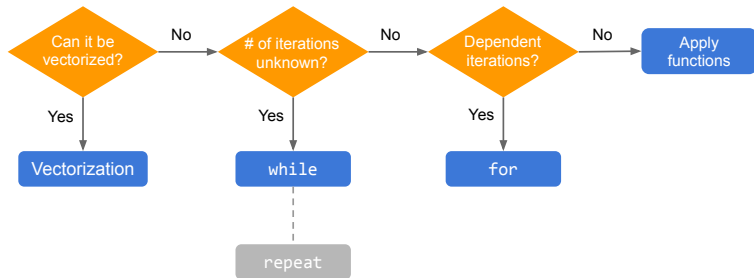 Can it be
vectorized?
No
# of iterations
unknown?
No
Dependent
iterations?
No
Apply
functions
Yes
Yes
Yes
Vectorization
while
for
repeat